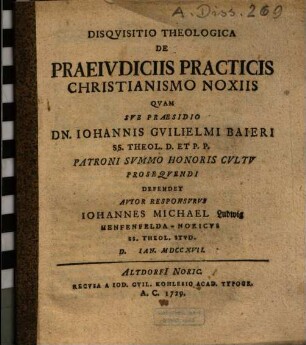 A. Diss. 269
DISQVISITIO THEOLOGICA
DE
PRAEIVDICIIS PRACTICIS
CHRISTIANISMO NOXIIS
QVAM
SVB PRAESIDIO
DN. IOHANNIS GVILIELMI BAIERI
SS. THEOL. D. ET P. P.
PATRONI SVMMO HONORIS CVLTV
PROSEQVENDI
DEFENDET
AVTOR RESPONSVRVS
IOHANNES MICHAEL Ludwig
HENFENFELDA-NORICVS
SS. THEOL. STVD.
D. IAN. MDCCXVII.
ALTDORFI NORIC.
RECVSA A IOD. GVIL. KOHLESIO ACAD. TYPOGR.
A. C. 1729.